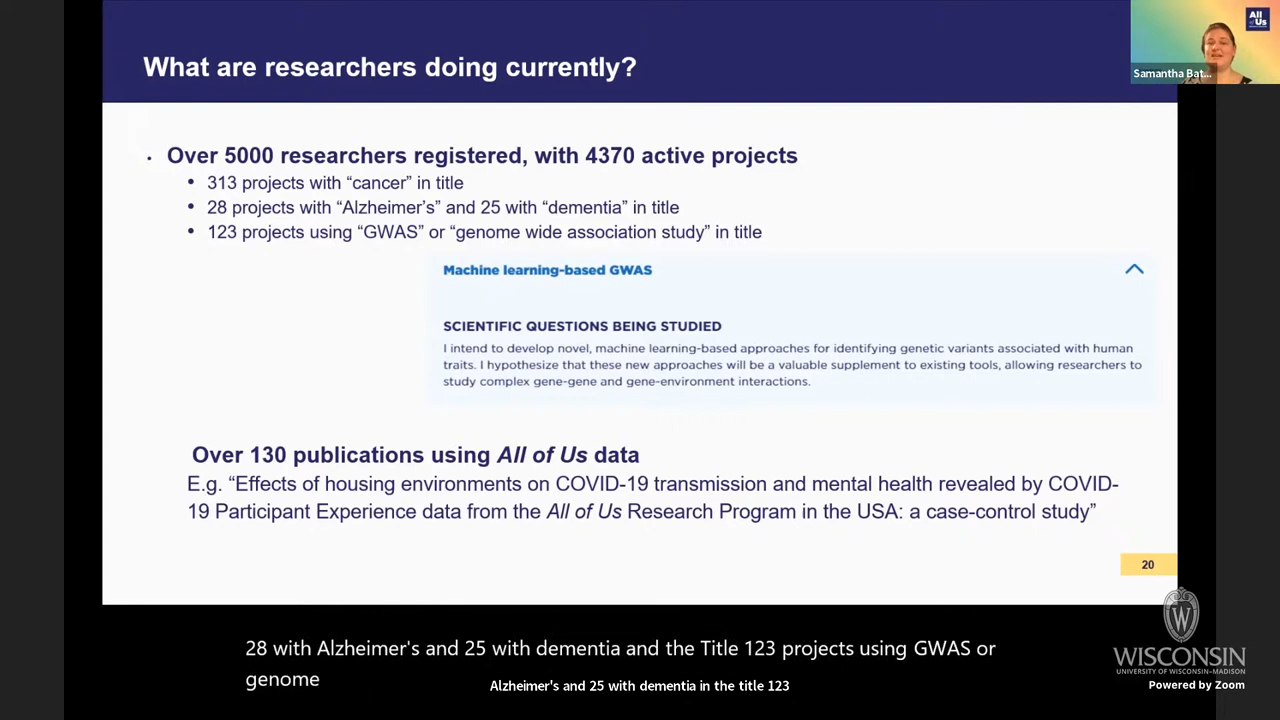 What are researchers doing currently?
All
of Us
Samantha Bat...
• Over 5000 researchers registered, with 4370 active projects
• 313 projects with “cancer” in title
• 28 projects with “Alzheimer’s” and 25 with “dementia” in title
• 123 projects using “GWAS” or “genome wide association study” in title
Machine learning-based GWAS
SCIENTIFIC QUESTIONS BEING STUDIED
I intend to develop novel, machine learning-based approaches for identifying genetic variants associated with human
traits. I hypothesize that these new approaches will be a valuable supplement to existing tools, allowing researchers to
study complex gene-gene and gene-environment interactions.
Over 130 publications using All of Us data
E.g. “Effects of housing environments on COVID-19 transmission and mental health revealed by COVID-
19 Participant Experience data from the All of Us Research Program in the USA: a case-control study”
20
28 with Alzheimer's and 25 with dementia and the Title 123 projects using GWAS or
genome
Alzheimer's and 25 with dementia in the title 123
W
WISCONSIN
UNIVERSITY OF WISCONSIN–MADISON
Powered by Zoom